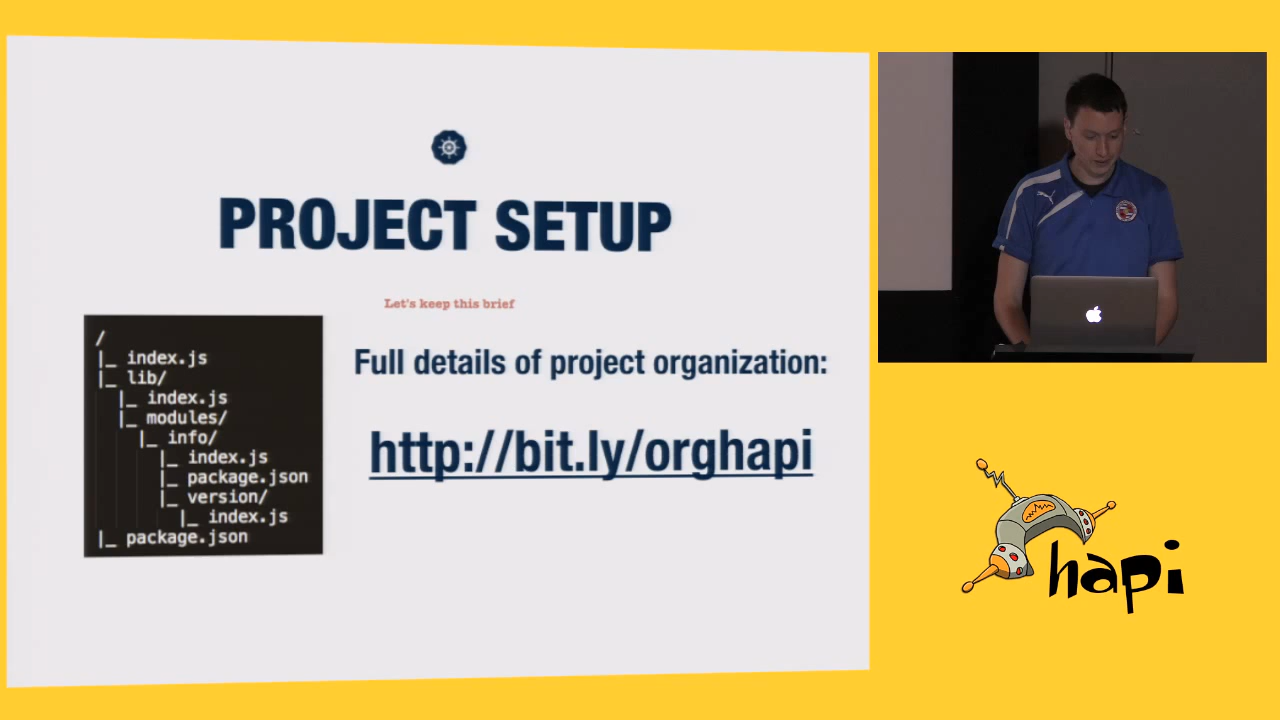 PROJECT SETUP
Let's keep this brief
/
|_ index.js
|_ lib/
|_ index.js
|_ modules/
|_ info/
|_ index.js
|_ package.json
|_ version/
|_ index.js
|_ package.json
Full details of project organization:
http://bit.ly/orghapi
hapi